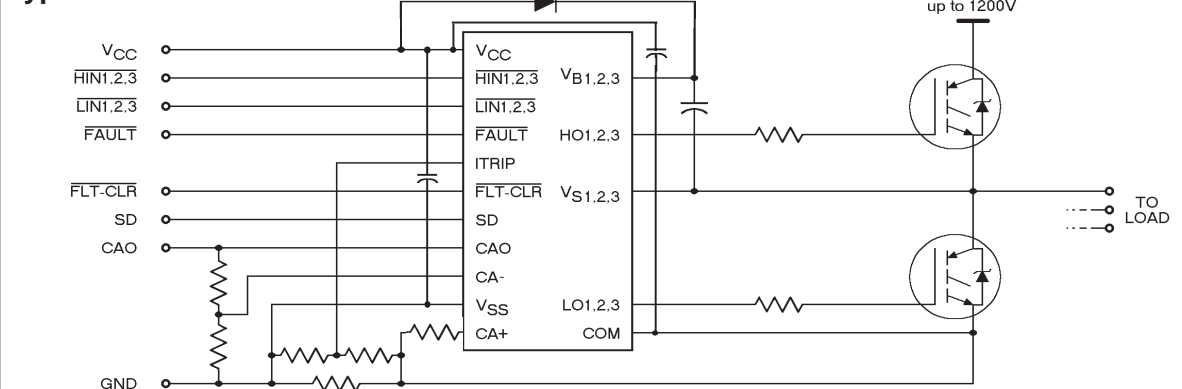 up to 1200V
VCC
HIN1,2,3
LIN1,2,3
FAULT
FLT-CLR
SD
CAO
GND
VCC
HIN1,2,3
LIN1,2,3
FAULT
ITRIP
FLT-CLR
SD
CAO
CA-
VSS
CA+
VB1,2,3
HO1,2,3
VS1,2,3
LO1,2,3
COM
TO
LOAD